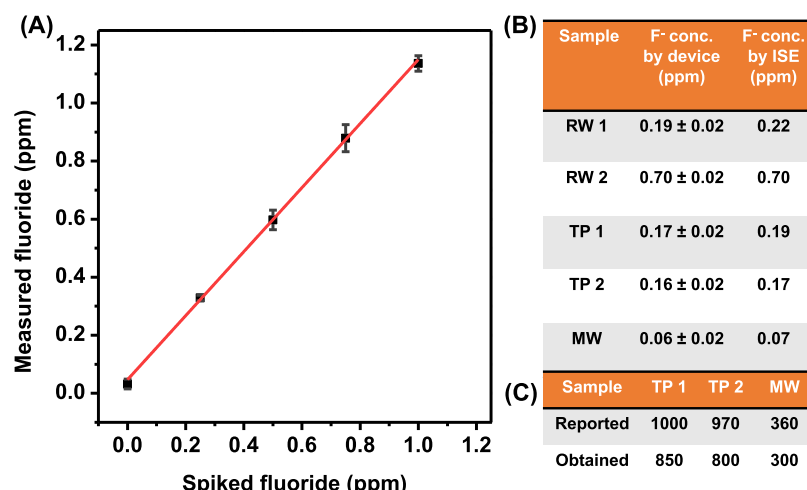 (A)
Measured fluoride (ppm)
1.2
1.0
0.8
0.6
0.4
0.2
0.0
0.0 0.2 0.4 0.6 0.8 1.0 1.2
Spiked fluoride (ppm)
(B)
Sample F- conc. by device (ppm) F- conc. by ISE (ppm)
RW 1 0.19 ± 0.02 0.22
RW 2 0.70 ± 0.02 0.70
TP 1 0.17 ± 0.02 0.19
TP 2 0.16 ± 0.02 0.17
MW 0.06 ± 0.02 0.07
(C)
Sample TP 1 TP 2 MW
Reported 1000 970 360
Obtained 850 800 300